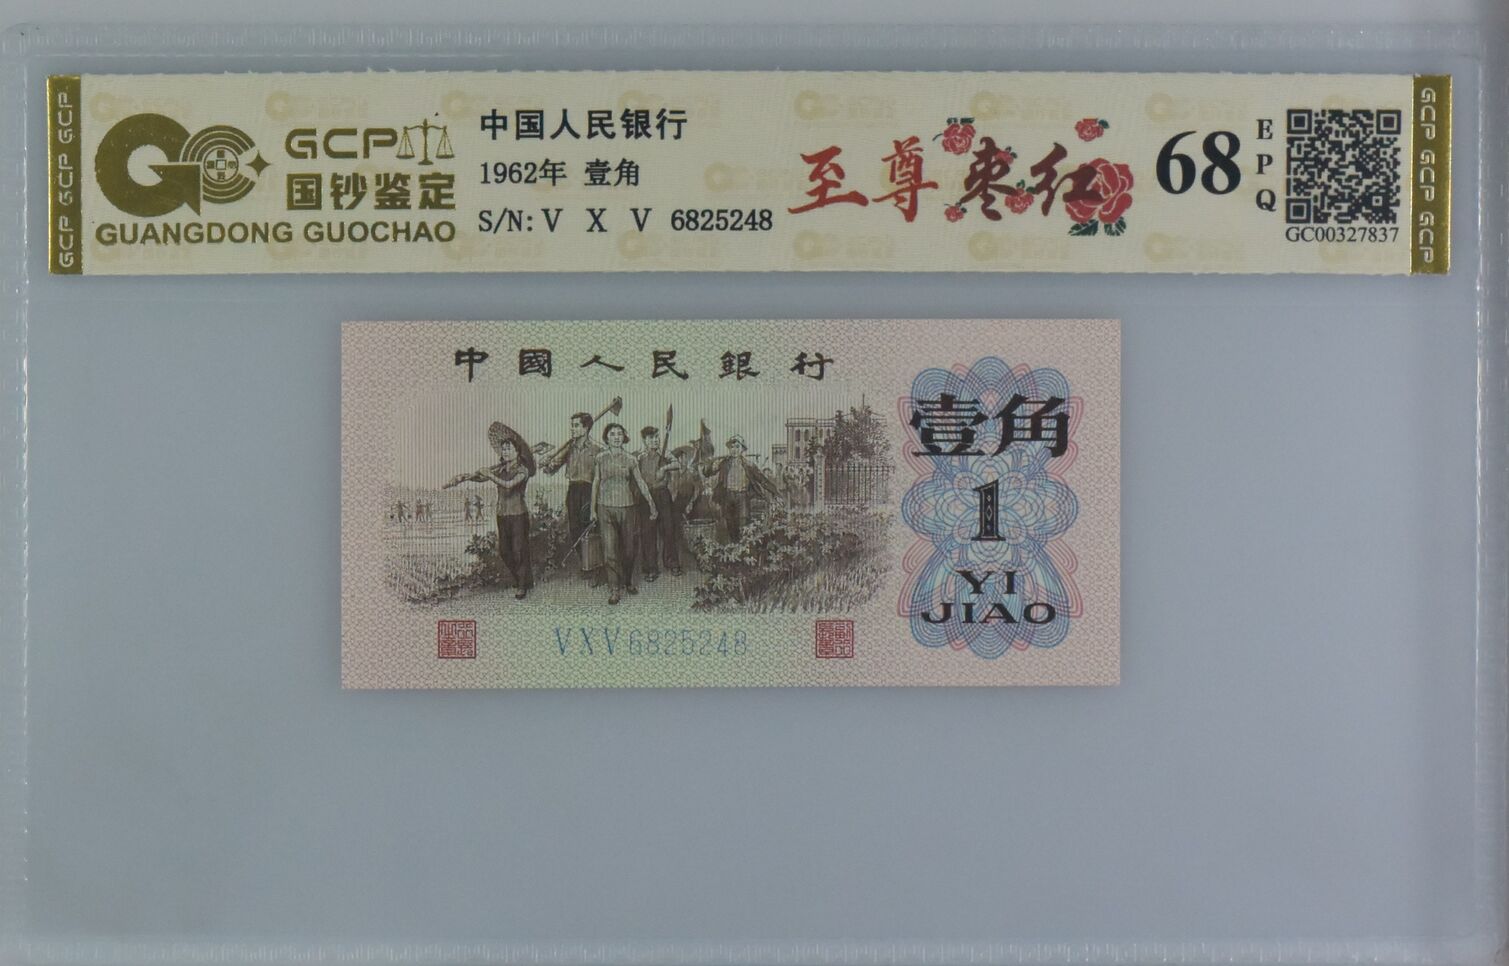 GCP GCP GCP
GCP
国钞鉴定
GUANGDONG GUOCHAO
中国人民银行
1962年 壹角
S/N: V X V 6825248
至尊枣红
68
EPQ
GC00327837
GCP GCP GCP
中國人民銀行
壹角
1
YI
JIAO
VXV6825248